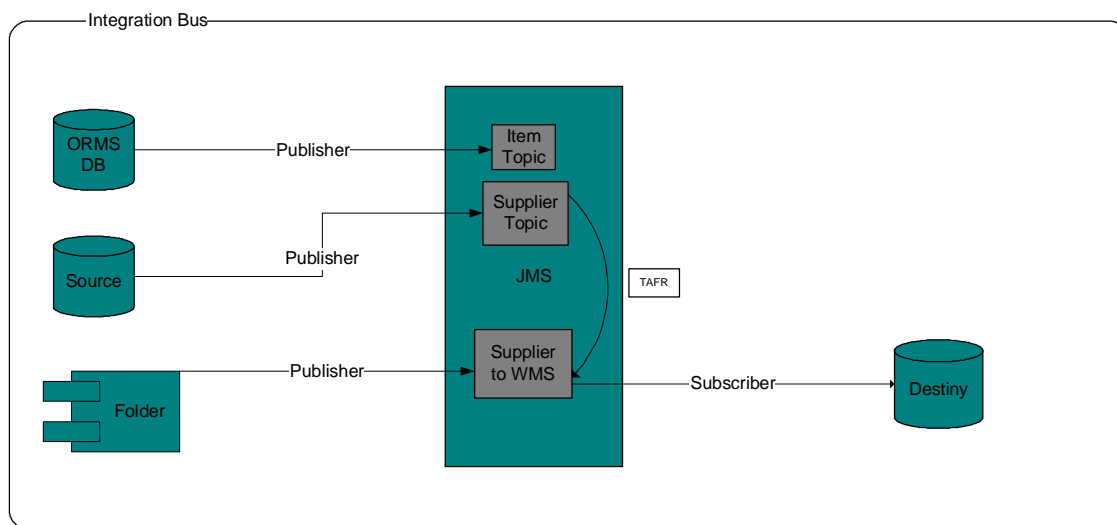 Integration Bus
ORMS
DB
Publisher
Item
Topic
Supplier
Topic
Publisher
Source
JMS
TAFR
Supplier
to WMS
Publisher
Folder
Subscriber
Destiny